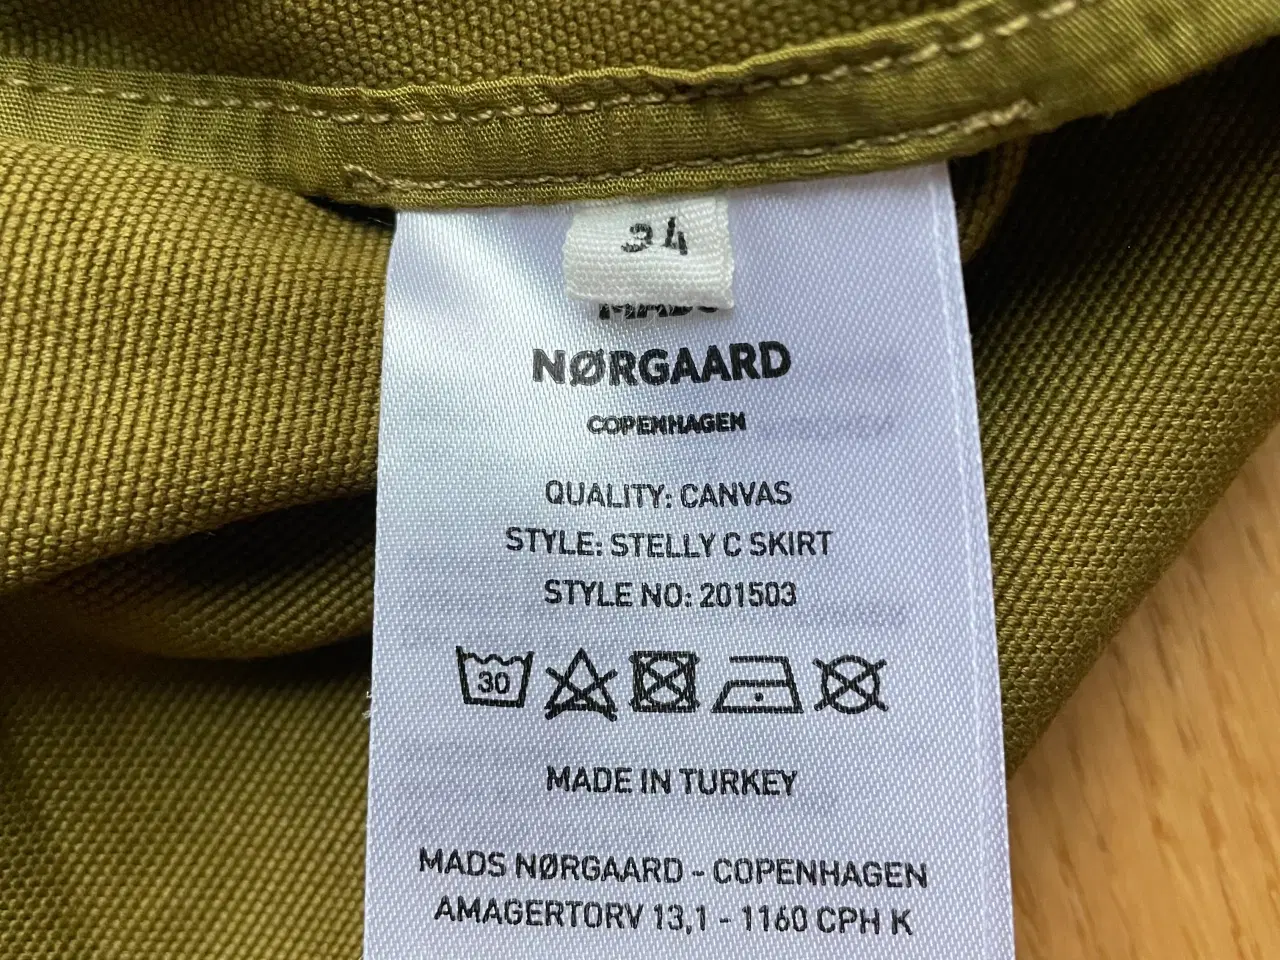 34
MADS
NØRGAARD
COPENHAGEN
QUALITY: CANVAS
STYLE: STELLY C SKIRT
STYLE NO: 201503
30
MADE IN TURKEY
MADS NØRGAARD - COPENHAGEN
AMAGERTORV 13,1 - 1160 CPH K